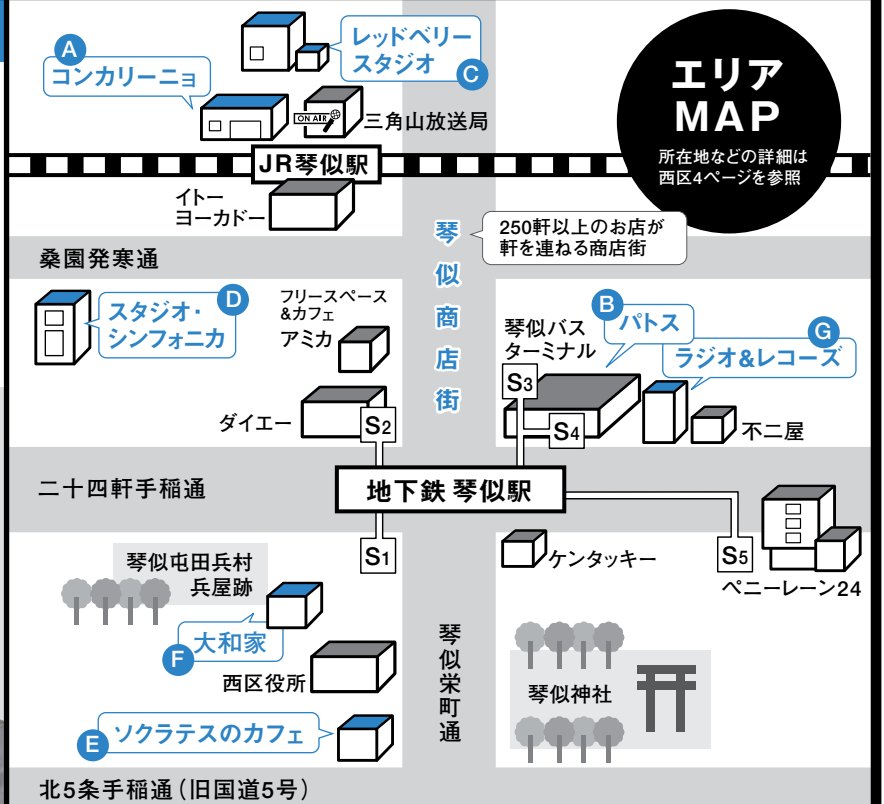 エリア
MAP
所在地などの詳細は
西区4ページを参照
A
コンカリーニョ
レッドベリー
スタジオ
C
ON AIR
三角山放送局
JR琴似駅
イトー
ヨーカドー
琴似商店街
250軒以上のお店が
軒を連ねる商店街
桑園発寒通
D
スタジオ・
シンフォニカ
フリースペース
&カフェ
アミカ
ダイエー
S2
琴似バス
ターミナル
B
パトス
G
ラジオ&レコーズ
S3
S4
不二屋
二十四軒手稲通
地下鉄 琴似駅
S1
琴似屯田兵村
兵屋跡
F
大和家
西区役所
E
ソクラテスのカフェ
琴似栄町通
ケンタッキー
S5
ペニーレーン24
琴似神社
北5条手稲通(旧国道5号)